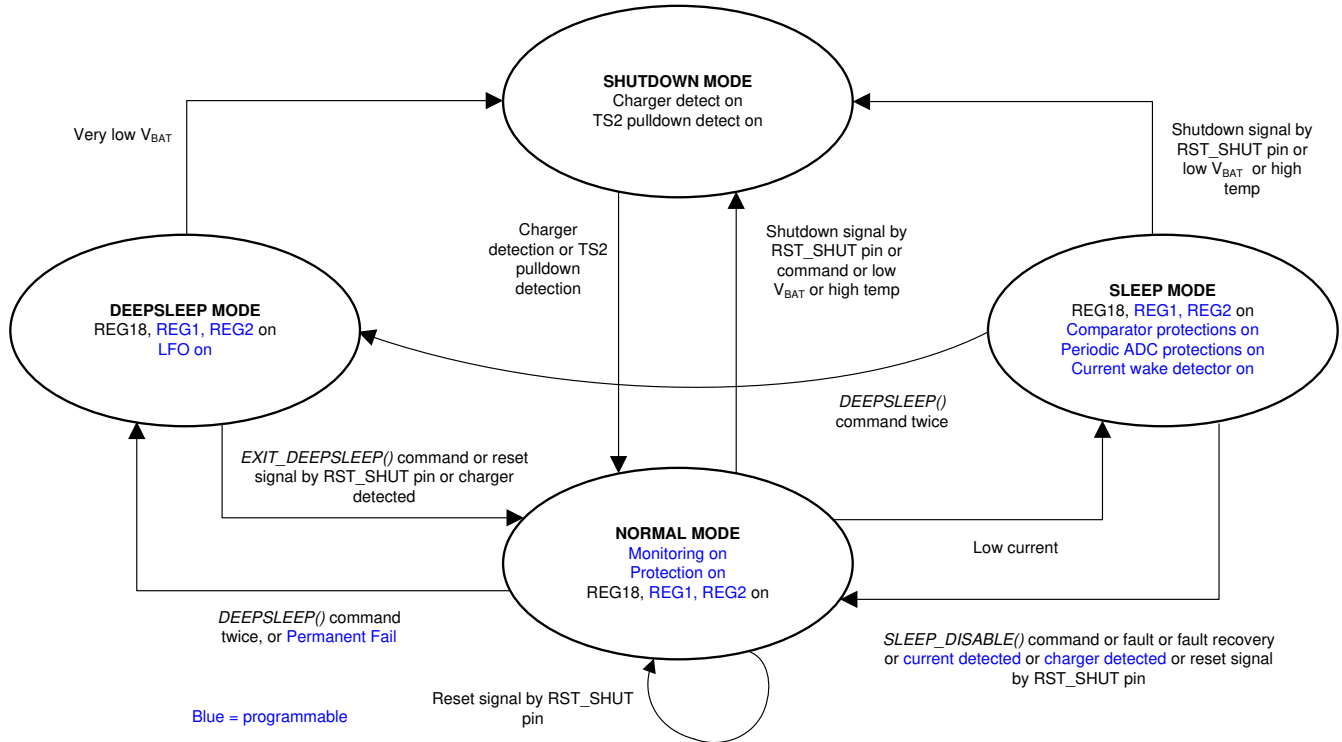 SHUTDOWN MODE
Charger detect on
TS2 pulldown detect on
Very low VBAT
Shutdown signal by
RST_SHUT pin or
low VBAT or high
temp
Charger
detection or TS2
pulldown
detection
Shutdown signal by
RST_SHUT pin or
command or low
VBAT or high temp
DEEPSLEEP MODE
REG18, REG1, REG2 on
LFO on
SLEEP MODE
REG18, REG1, REG2 on
Comparator protections on
Periodic ADC protections on
Current wake detector on
DEEPSLEEP()
command twice
EXIT_DEEPSLEEP() command or reset
signal by RST_SHUT pin or charger
detected
NORMAL MODE
Monitoring on
Protection on
REG18, REG1, REG2 on
Low current
DEEPSLEEP() command
twice, or Permanent Fail
SLEEP_DISABLE() command or fault or fault recovery
or current detected or charger detected or reset signal
by RST_SHUT pin
Reset signal by RST_SHUT
pin
Blue = programmable